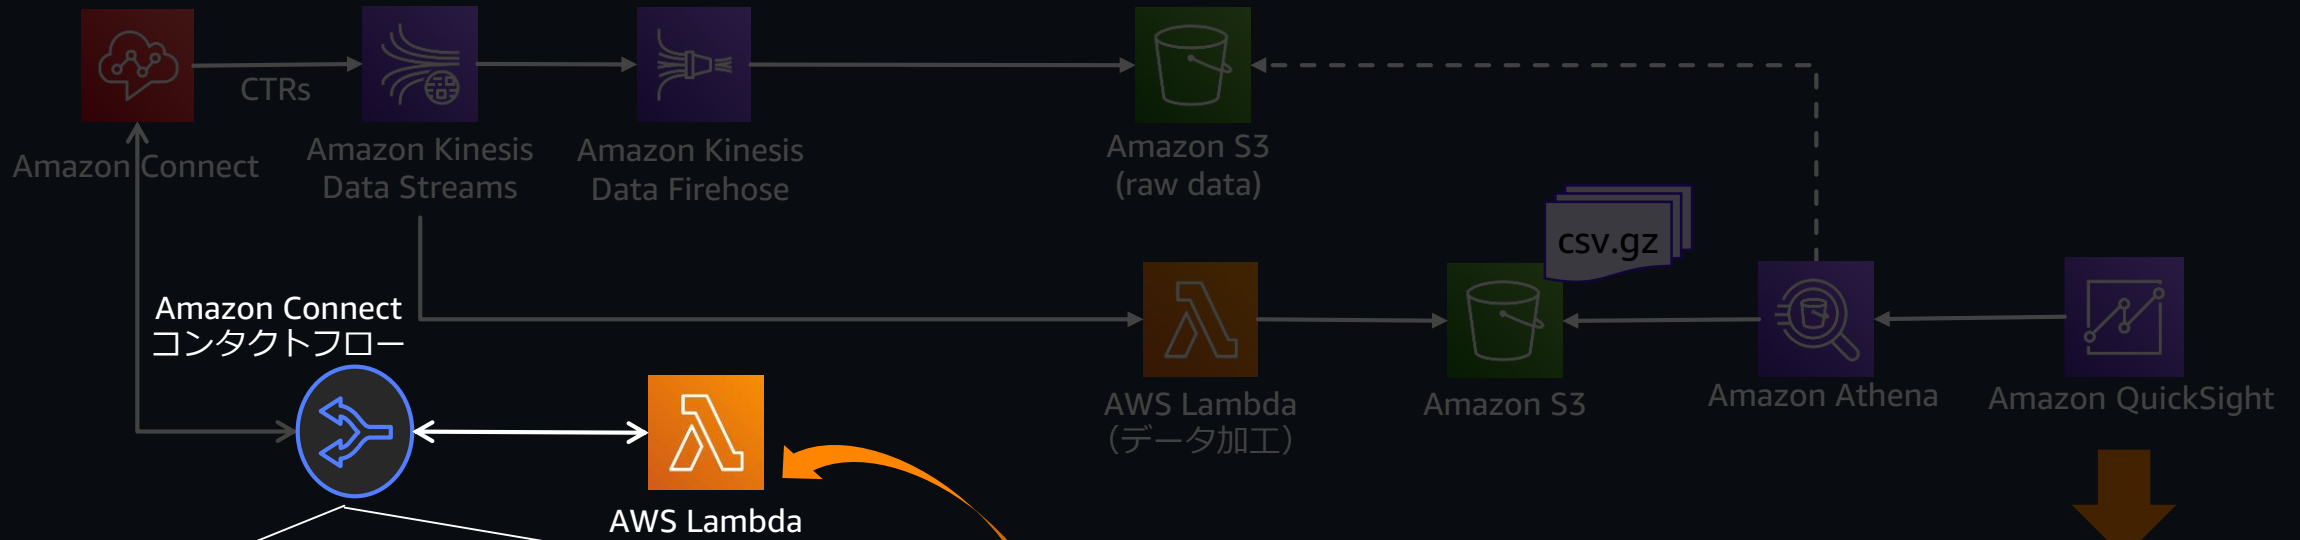 CTRs
Amazon Connect
Amazon Kinesis
Data Streams
Amazon Kinesis
Data Firehose
Amazon S3
(raw data)
csv.gz
Amazon Connect
コンタクトフロー
AWS Lambda
AWS Lambda
（データ加工）
Amazon S3
Amazon Athena
Amazon QuickSight